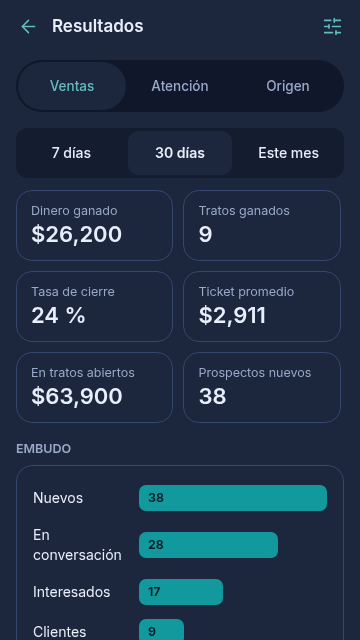 Resultados
Ventas
Atención
Origen
7 días
30 días
Este mes
Dinero ganado
Tratos ganados
$26,200
9
Tasa de cierre
Ticket promedio
24 %
$2,911
En tratos abiertos
Prospectos nuevos
$63,900
38
EMBUDO
Nuevos
38
En
conversación
28
Interesados
17
Clientes
9